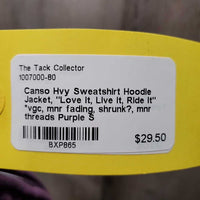 The Tack Collector
1007000-80
Canso Hvy Sweatshirt Hoodie
Jacket, "Love it, Live it, Ride it"
*vgc, mnr fading, shrunk?, mnr
threads Purple S
$29.50
BXP865